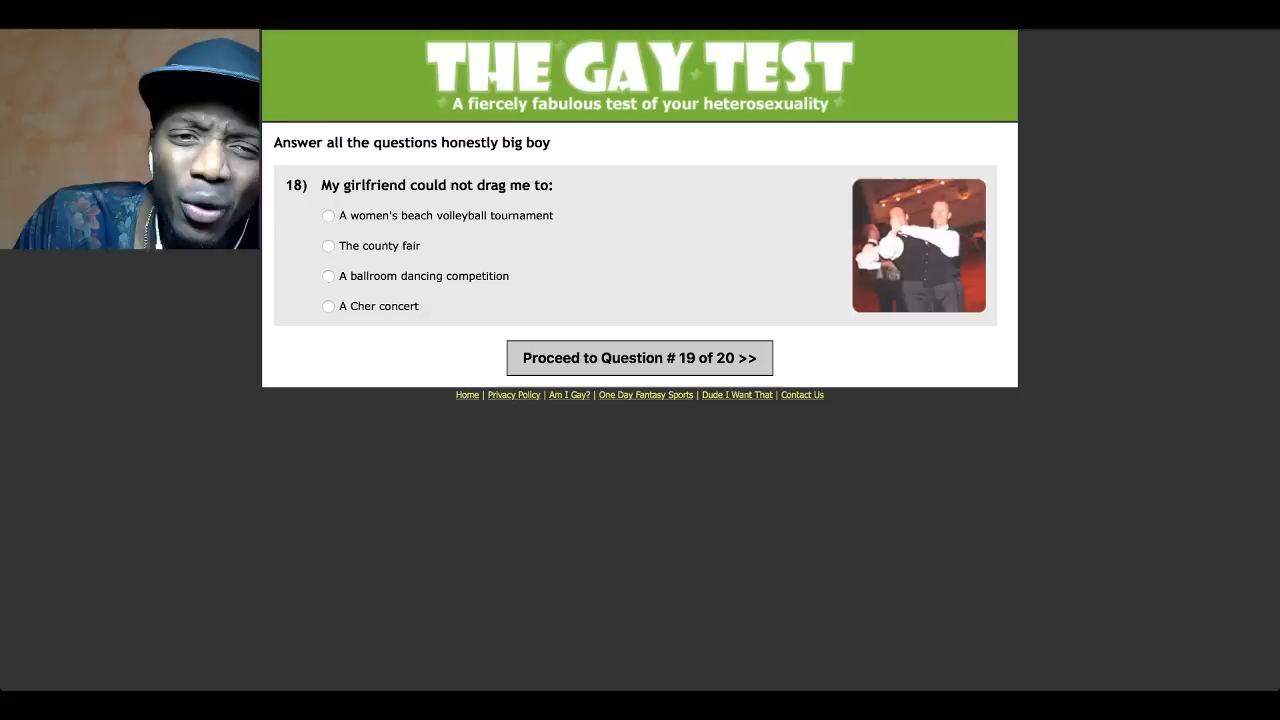 THE GAY TEST
A fiercely fabulous test of your heterosexuality
Answer all the questions honestly big boy
18) My girlfriend could not drag me to:
A women's beach volleyball tournament
The county fair
A ballroom dancing competition
A Cher concert
Proceed to Question # 19 of 20 >>
Home | Privacy Policy | Am I Gay? | One Day Fantasy Sports | Dude I Want That | Contact Us